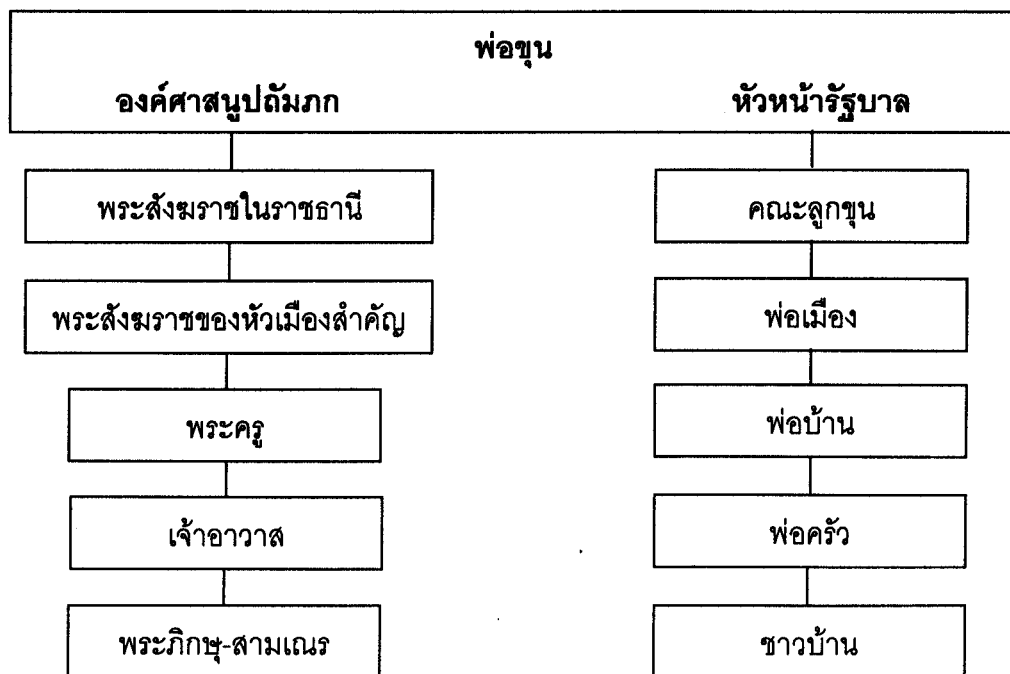 พ่อขุน
องค์ศาสนูปถัมภก
หัวหน้ารัฐบาล
พระสังฆราชในราชธานี
คณะลูกขุน
พระสังฆราชของหัวเมืองสำคัญ
พ่อเมือง
พระครู
พ่อบ้าน
เจ้าอาวาส
พ่อครัว
พระภิกษุ-สามเณร
ชาวบ้าน